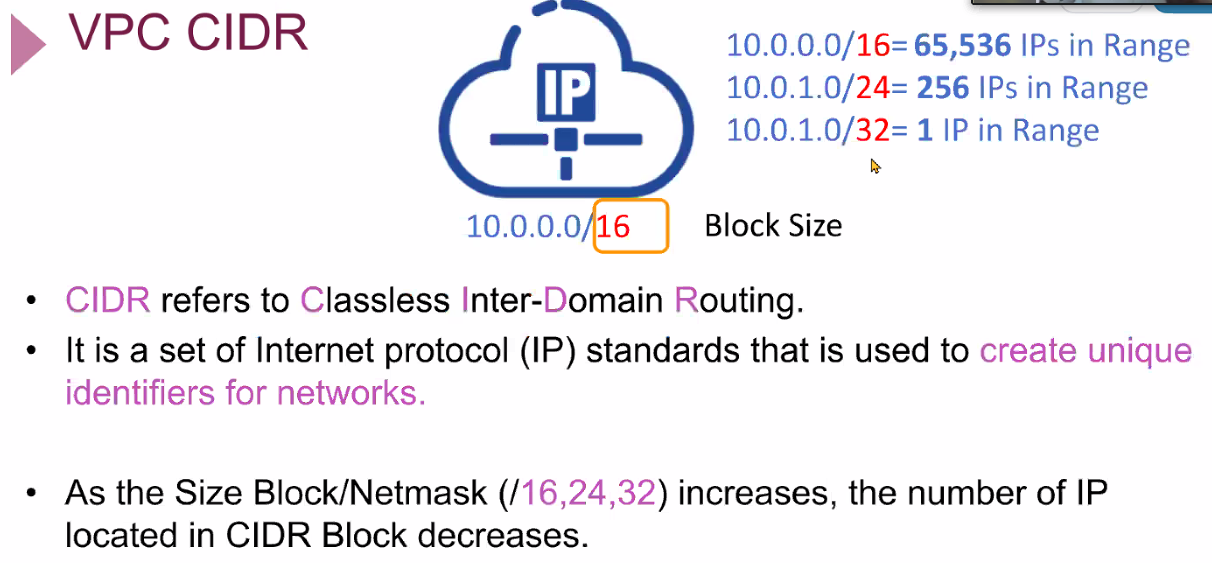 VPC CIDR
IP
10.0.0.0/16= 65,536 IPs in Range
10.0.1.0/24= 256 IPs in Range
10.0.1.0/32= 1 IP in Range
10.0.0.0/16 Block Size
• CIDR refers to Classless Inter-Domain Routing.
• It is a set of Internet protocol (IP) standards that is used to create unique
identifiers for networks.
• As the Size Block/Netmask (/16,24,32) increases, the number of IP
located in CIDR Block decreases.